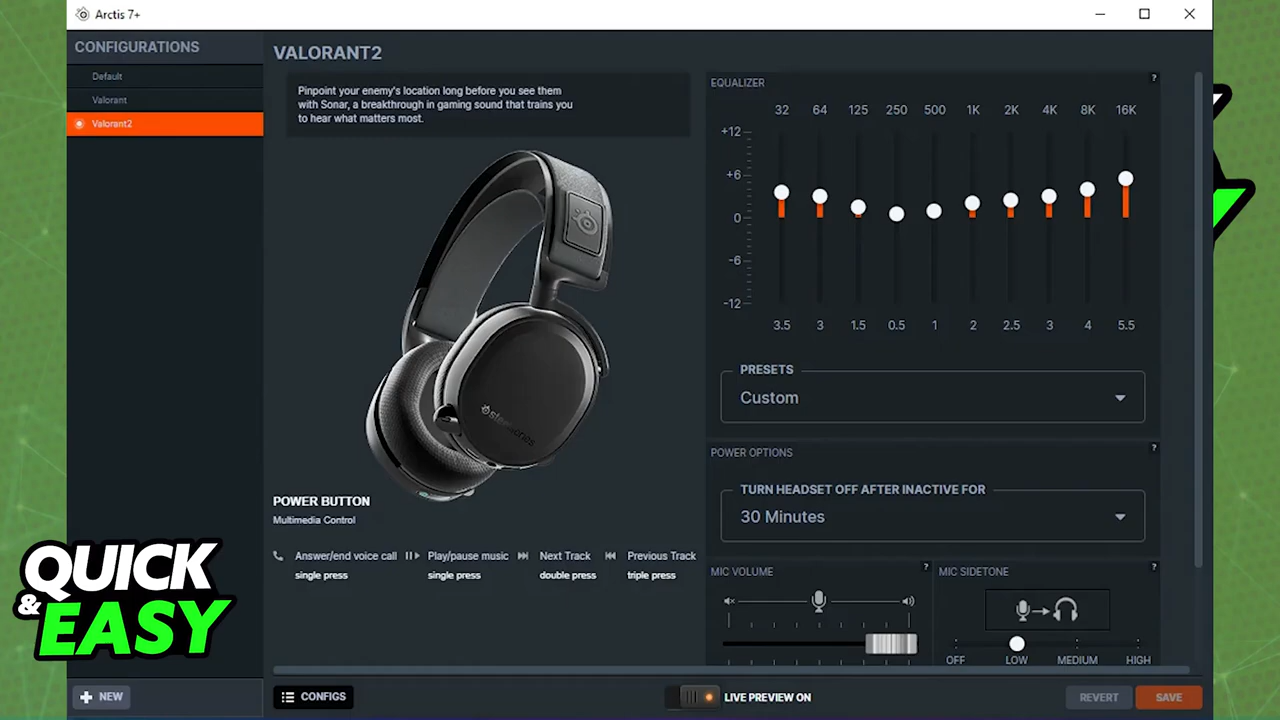 Arctis 7+
CONFIGURATIONS
Default
Valorant
Valorant2
VALORANT2
Pinpoint your enemy's location long before you see them
with Sonar, a breakthrough in gaming sound that trains you
to hear what matters most.
steelseries
POWER BUTTON
Multimedia Control
Answer/end voice call
single press
Play/pause music
single press
Next Track
double press
Previous Track
triple press
EQUALIZER
?
32 64 125 250 500 1K 2K 4K 8K 16K
+12
+6
0
-6
-12
3.5 3 1.5 0.5 1 2 2.5 3 4 5.5
PRESETS
Custom
POWER OPTIONS
?
TURN HEADSET OFF AFTER INACTIVE FOR
30 Minutes
MIC VOLUME
?
MIC SIDETONE
?
OFF LOW MEDIUM HIGH
NEW
CONFIGS
LIVE PREVIEW ON
REVERT
SAVE
QUICK
& EASY